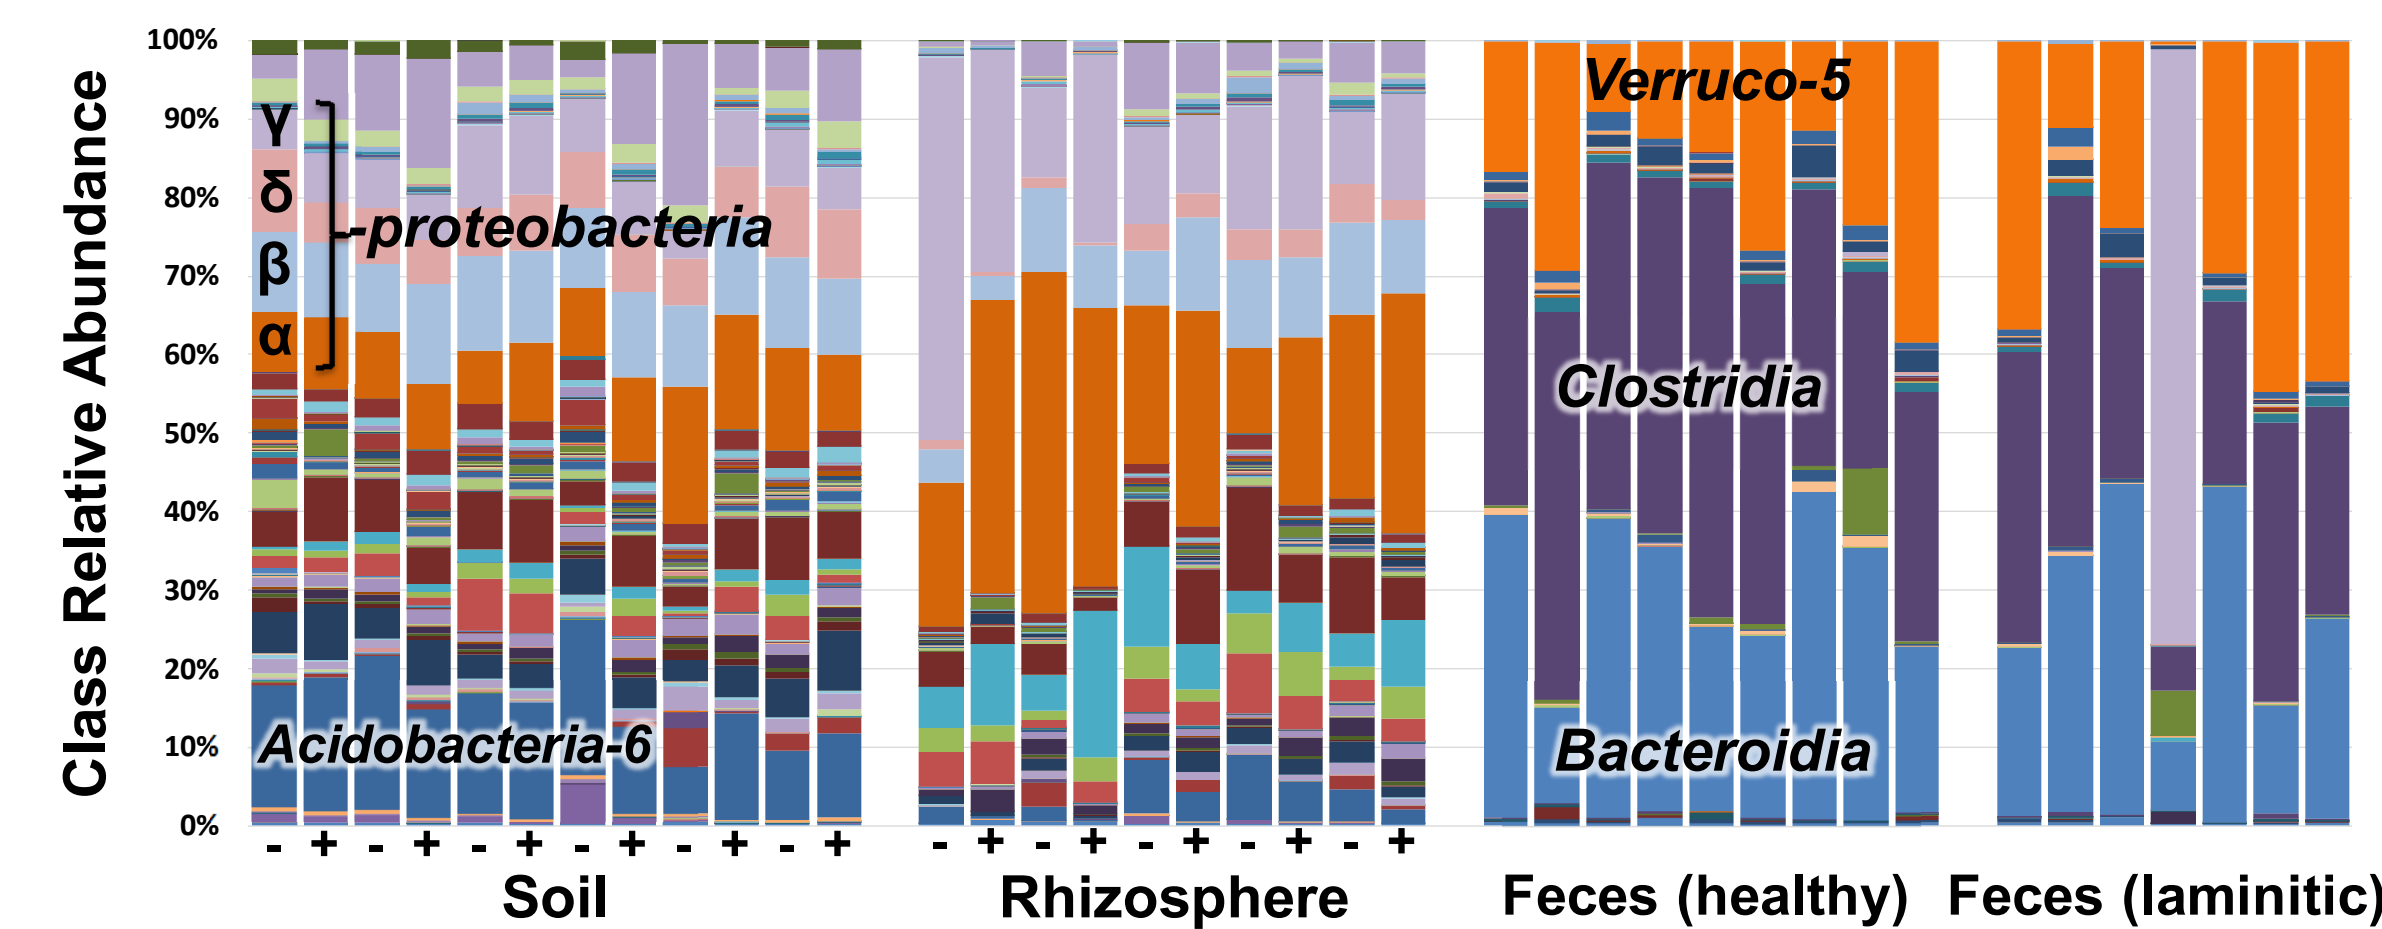 Class Relative Abundance
100%
90%
80%
70%
60%
50%
40%
30%
20%
10%
0%
γ
δ
β
α
-proteobacteria
Acidobacteria-6
Verruco-5
Clostridia
Bacteroidia
- + - + - + - + - + - +
- + - + - + - + - +
Soil
Rhizosphere
Feces (healthy)
Feces (laminitic)